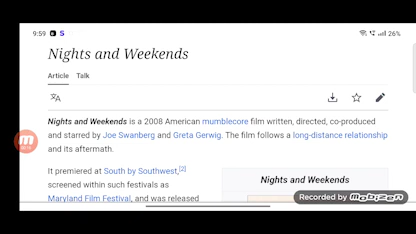 9:59 S 26%
Nights and Weekends
Article Talk
Nights and Weekends is a 2008 American mumblecore film written, directed, co-produced
and starred by Joe Swanberg and Greta Gerwig. The film follows a long-distance relationship
and its aftermath.
It premiered at South by Southwest,[2]
screened within such festivals as
Maryland Film Festival, and was released
Nights and Weekends
Recorded by Mobizen